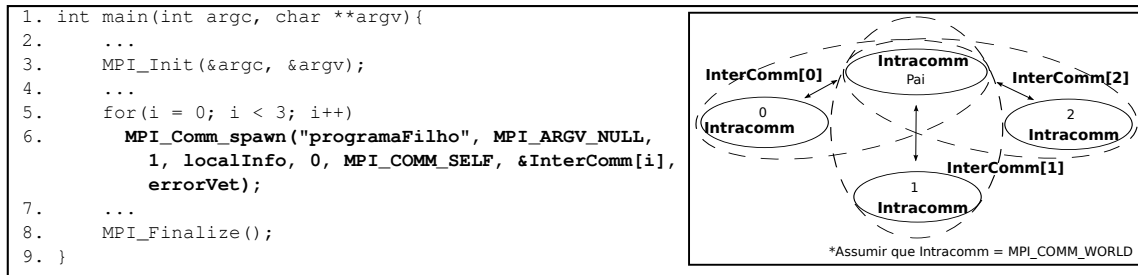 1. int main(int argc, char **argv){
2. ...
3. MPI_Init(&argc, &argv);
4. ...
5. for(i = 0; i < 3; i++)
6. MPI_Comm_spawn("programaFilho", MPI_ARGV_NULL,
1, localInfo, 0, MPI_COMM_SELF, &InterComm[i],
errorVet);
7. ...
8. MPI_Finalize();
9. }
Intracomm
Pai
InterComm[0]
InterComm[2]
0
Intracomm
2
Intracomm
InterComm[1]
1
Intracomm
*Assumir que Intracomm = MPI_COMM_WORLD